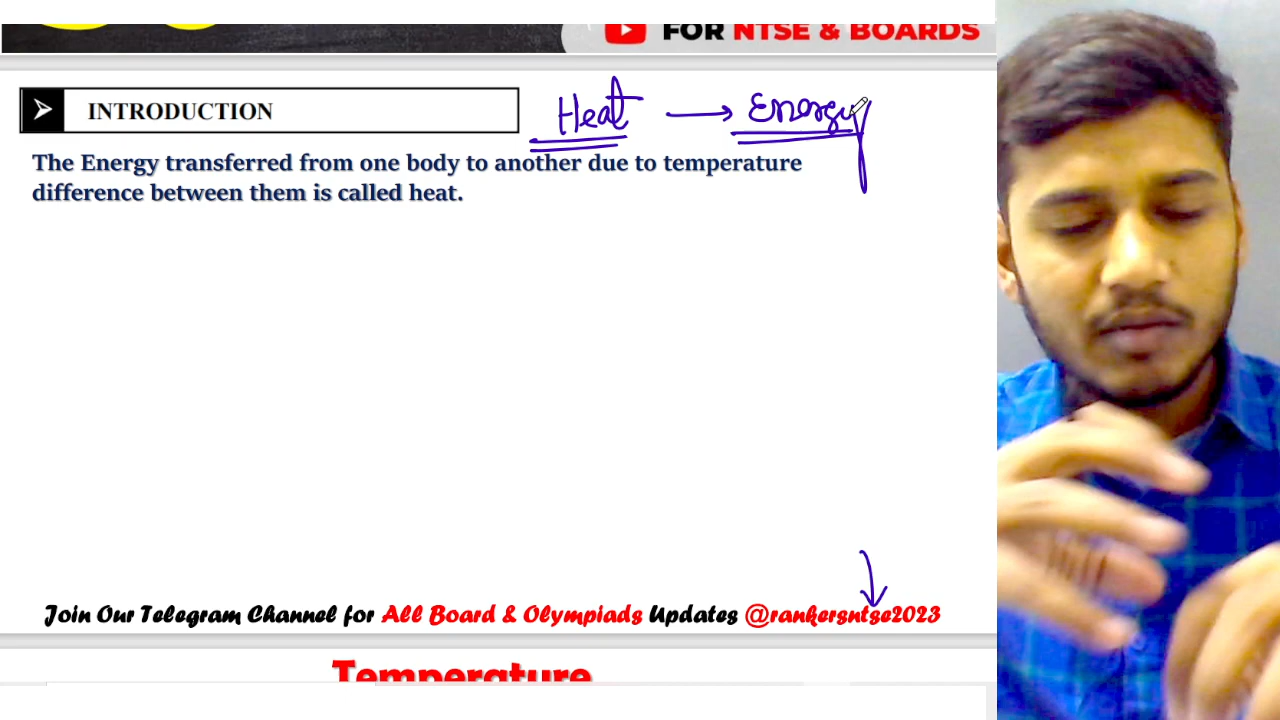 FOR NTSE & BOARDS
INTRODUCTION
Heat → Energy
The Energy transferred from one body to another due to temperature
difference between them is called heat.
Join Our Telegram Channel for All Board & Olympiads Updates @rankersntse2023
Temperature